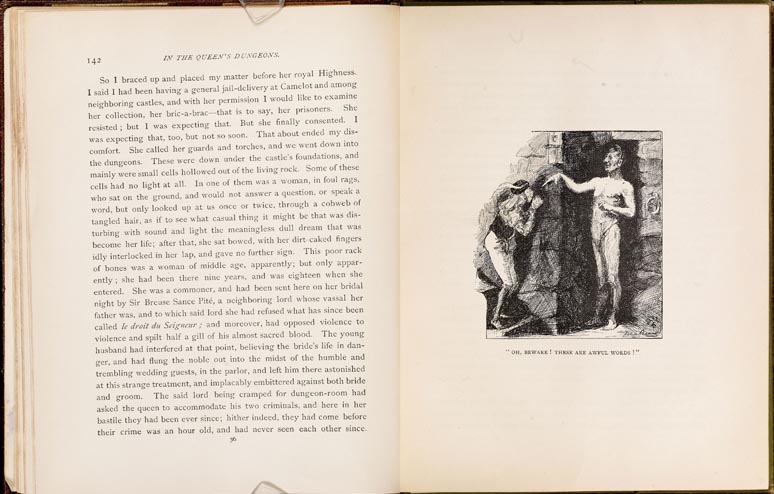 142
IN THE QUEEN'S DUNGEONS.
So I braced up and placed my matter before her royal Highness.
I said I had been having a general jail-delivery at Camelot and among
neighboring castles, and with her permission I would like to examine
her collection, her bric-a-brac—that is to say, her prisoners. She
resisted; but I was expecting that. But she finally consented. I
was expecting that, too, but not so soon. That about ended my dis-
comfort. She called her guards and torches, and we went down into
the dungeons. These were down under the castle's foundations, and
mainly were small cells hollowed out of the living rock. Some of these
cells had no light at all. In one of them was a woman, in foul rags,
who sat on the ground, and would not answer a question, or speak a
word, but only looked up at us once or twice, through a cobweb of
tangled hair, as if to see what casual thing it might be that was dis-
turbing with sound and light the meaningless dull dream that was
become her life; after that, she sat bowed, with her dirt-caked fingers
idly interlocked in her lap, and gave no further sign. This poor rack
of bones was a woman of middle age, apparently; but only appar-
ently; she had been there nine years, and was eighteen when she
entered. She was a commoner, and had been sent here on her bridal
night by Sir Breuse Sance Pité, a neighboring lord whose vassal her
father was, and to which said lord she had refused what has since been
called le droit du Seigneur; and moreover, had opposed violence to
violence and spilt half a gill of his almost sacred blood. The young
husband had interfered at that point, believing the bride's life in dan-
ger, and had flung the noble out into the midst of the humble and
trembling wedding guests, in the parlor, and left him there astonished
at this strange treatment, and implacably embittered against both bride
and groom. The said lord being cramped for dungeon-room had
asked the queen to accommodate his two criminals, and here in her
bastile they had been ever since; hither indeed, they had come before
their crime was an hour old, and had never seen each other since.
36
"OH, BEWARE! THESE ARE AWFUL WORDS!"